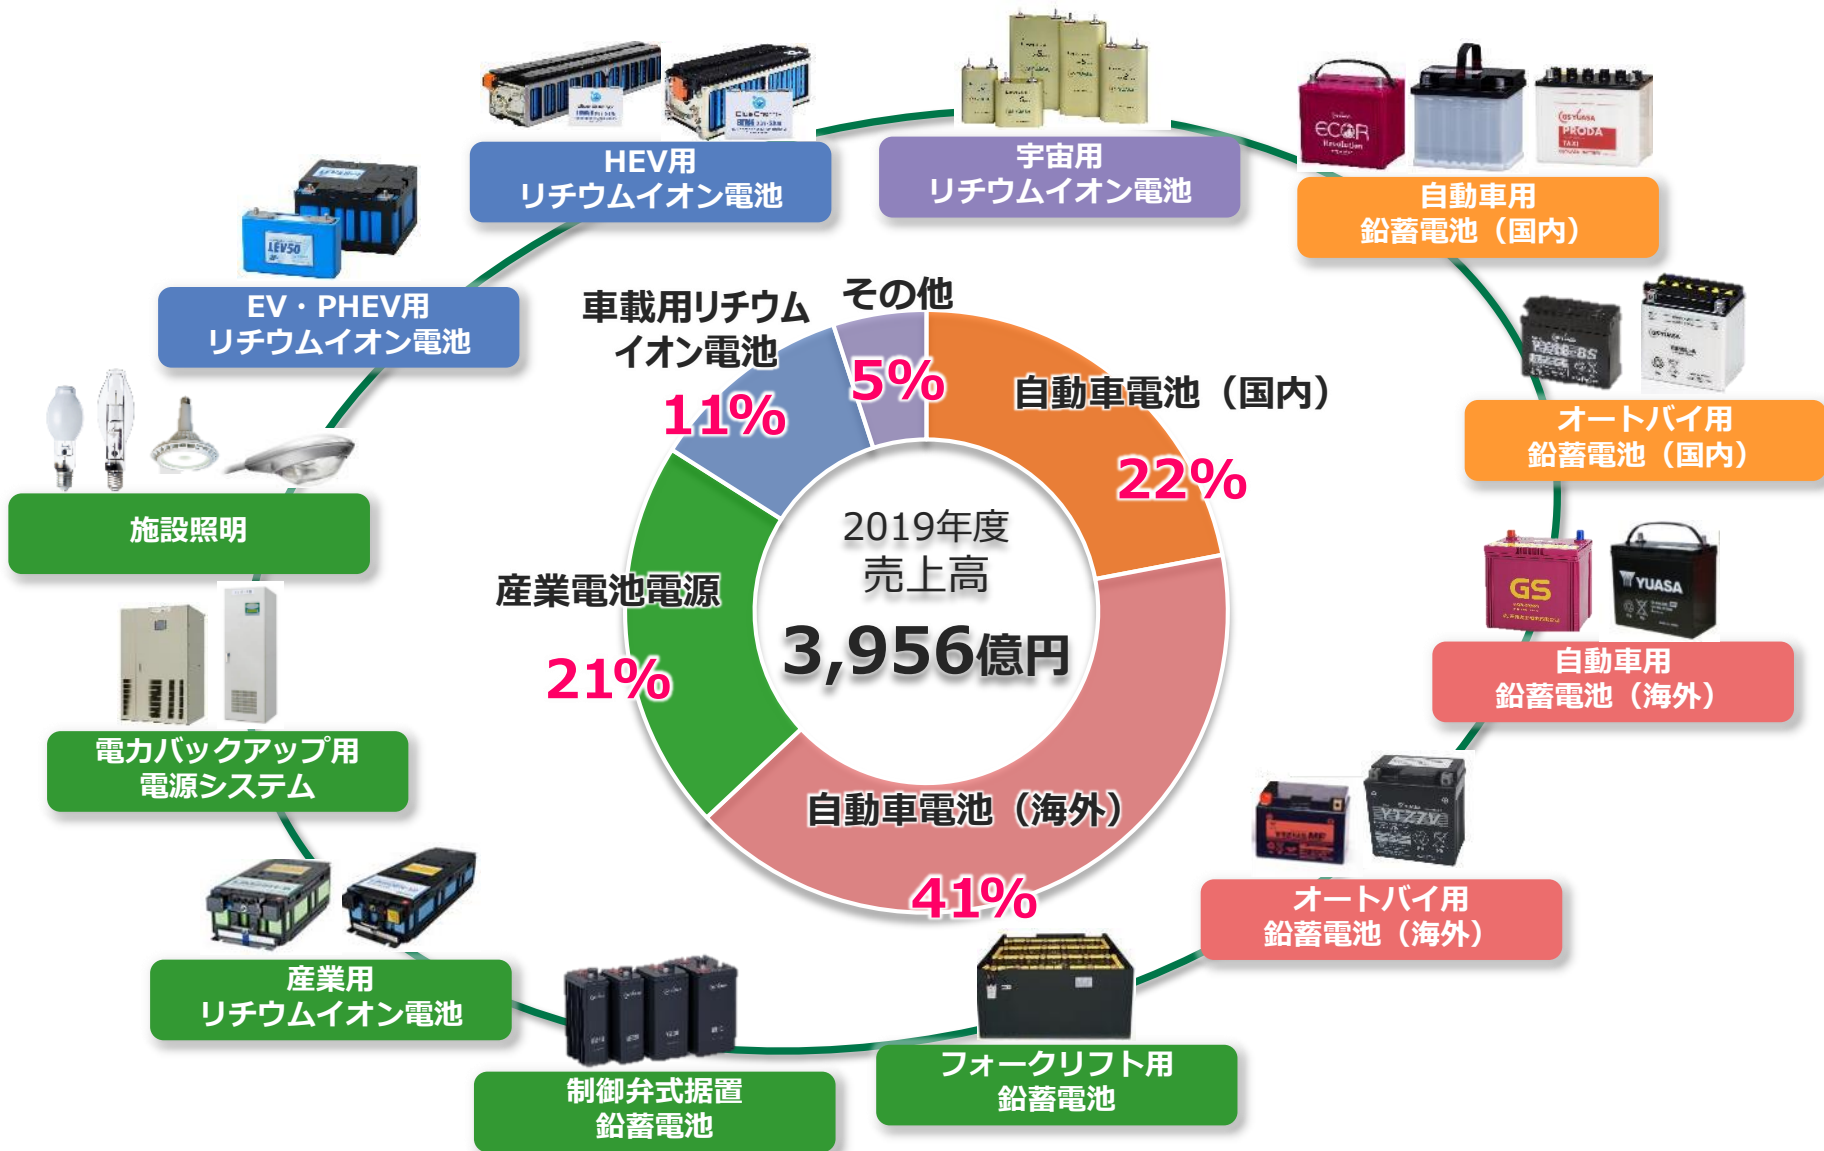 HEV用
リチウムイオン電池
宇宙用
リチウムイオン電池
ECO.R
Revolution
GS YUASA
PRODA
TAXI
自動車用
鉛蓄電池（国内）
LEV50
EV・PHEV用
リチウムイオン電池
車載用リチウム
イオン電池
11%
その他
5%
自動車電池（国内）
22%
オートバイ用
鉛蓄電池（国内）
施設照明
2019年度
売上高
3,956億円
産業電池電源
21%
GS
YUASA
自動車用
鉛蓄電池（海外）
電力バックアップ用
電源システム
自動車電池（海外）
41%
YTZ7V
オートバイ用
鉛蓄電池（海外）
産業用
リチウムイオン電池
フォークリフト用
鉛蓄電池
制御弁式据置
鉛蓄電池